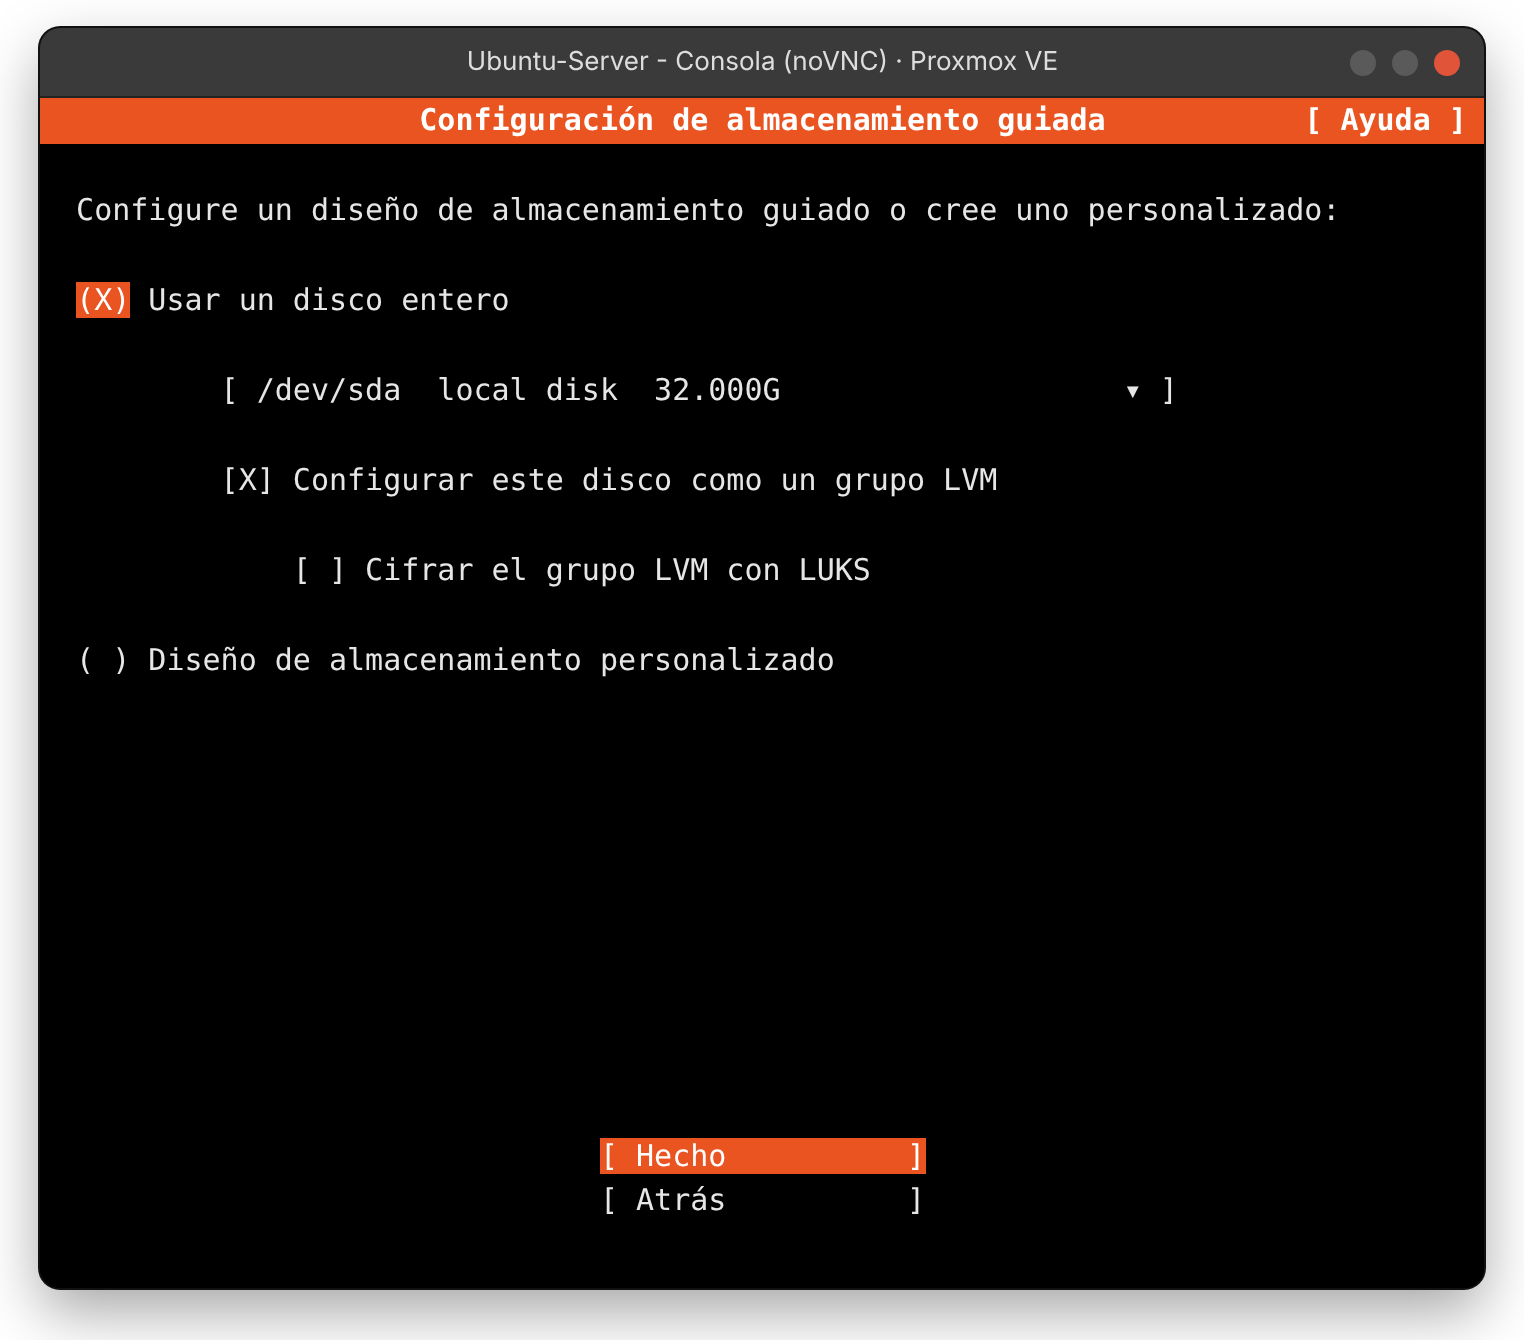 Ubuntu-Server - Consola (noVNC) · Proxmox VE
Configuración de almacenamiento guiada [ Ayuda ]
Configure un diseño de almacenamiento guiado o cree uno personalizado:
(X) Usar un disco entero
[ /dev/sda  local disk  32.000G ▾ ]
[X] Configurar este disco como un grupo LVM
[ ] Cifrar el grupo LVM con LUKS
( ) Diseño de almacenamiento personalizado
[ Hecho ]
[ Atrás ]